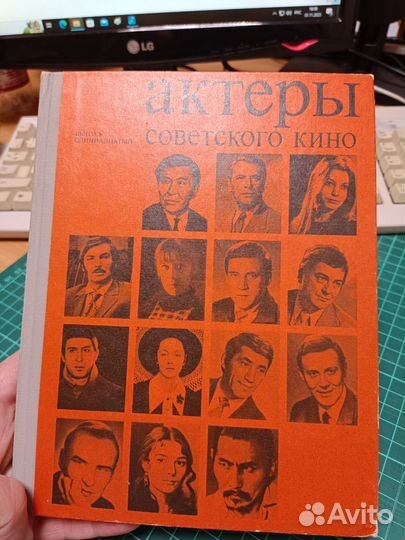 LG
актеры
советского кино
выпуск
одиннадцатый
Avito